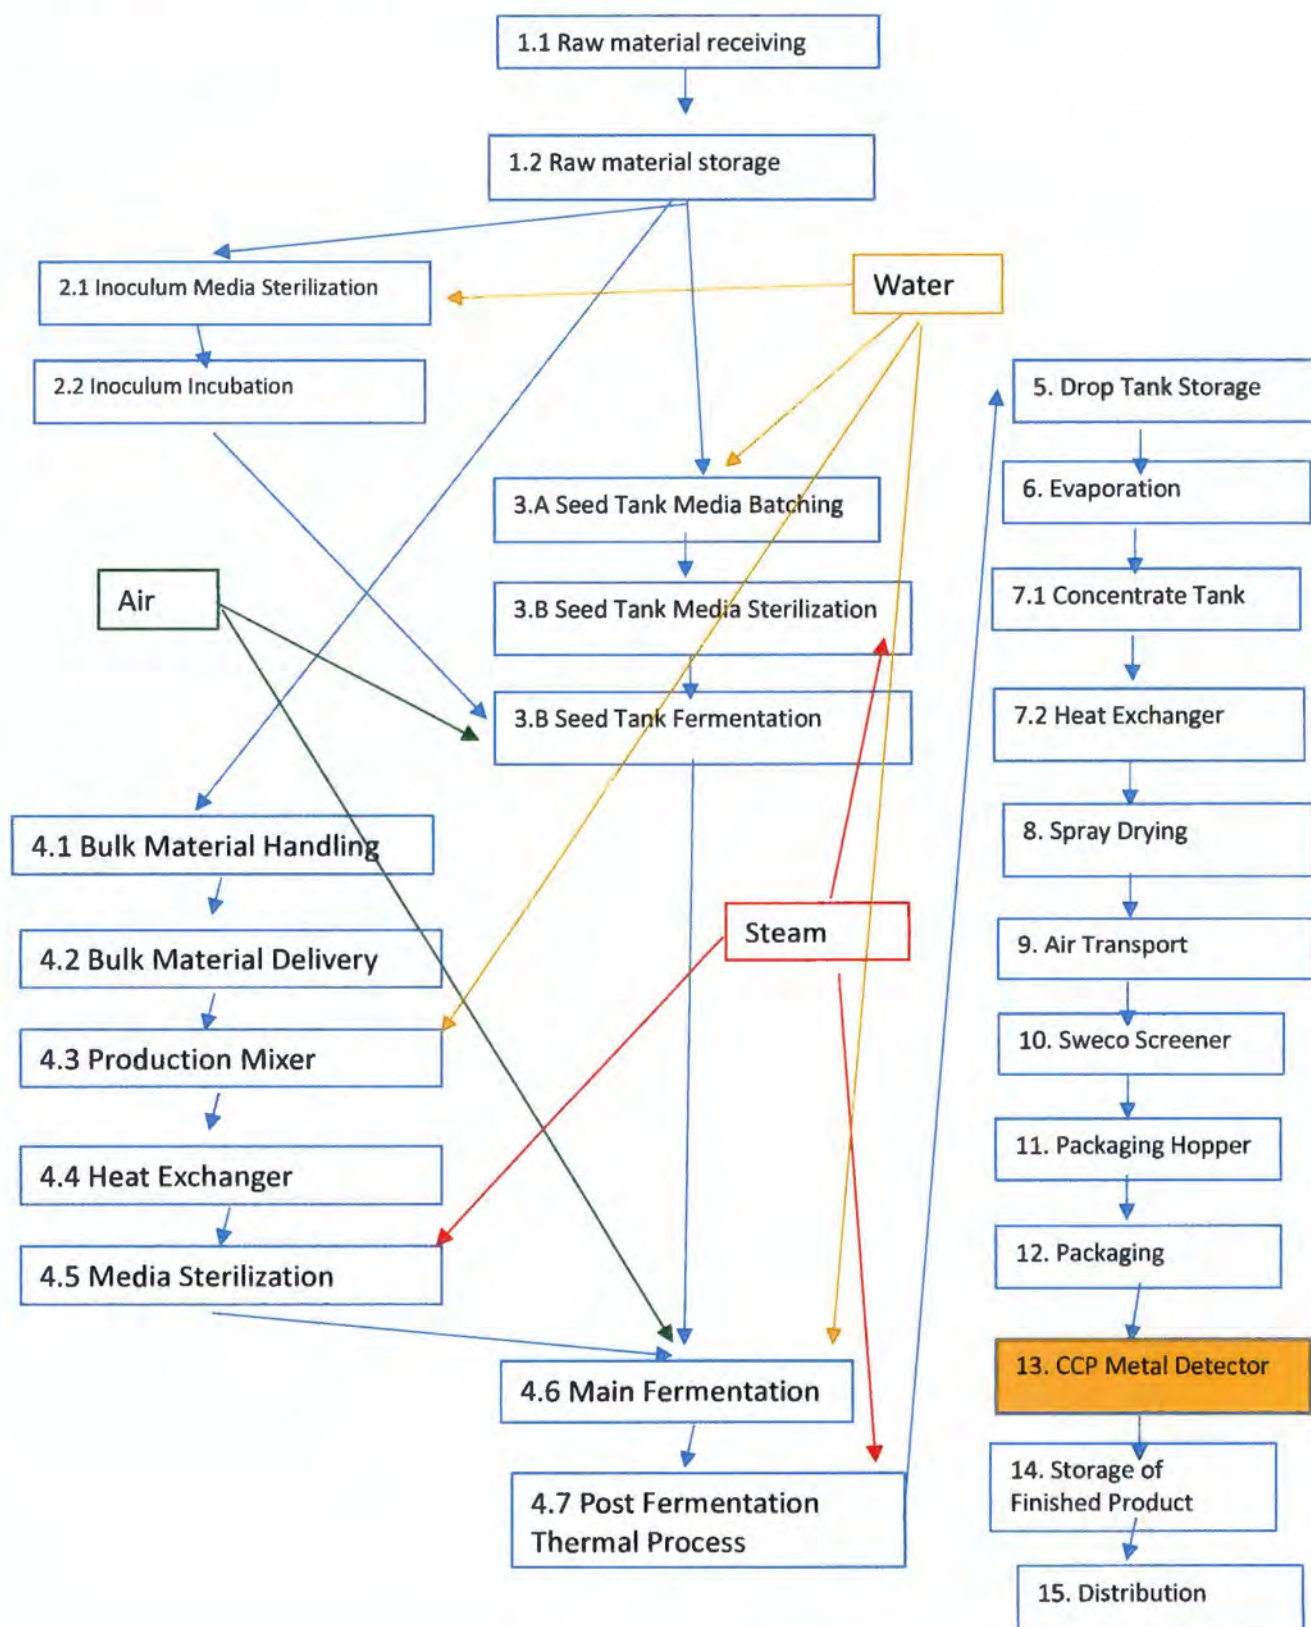 1.1 Raw material receiving
1.2 Raw material storage
2.1 Inoculum Media Sterilization
Water
2.2 Inoculum Incubation
3.A Seed Tank Media Batching
Air
3.B Seed Tank Media Sterilization
3.B Seed Tank Fermentation
4.1 Bulk Material Handling
Steam
4.2 Bulk Material Delivery
4.3 Production Mixer
4.4 Heat Exchanger
4.5 Media Sterilization
4.6 Main Fermentation
4.7 Post Fermentation
Thermal Process
5. Drop Tank Storage
6. Evaporation
7.1 Concentrate Tank
7.2 Heat Exchanger
8. Spray Drying
9. Air Transport
10. Sweco Screener
11. Packaging Hopper
12. Packaging
13. CCP Metal Detector
14. Storage of
Finished Product
15. Distribution